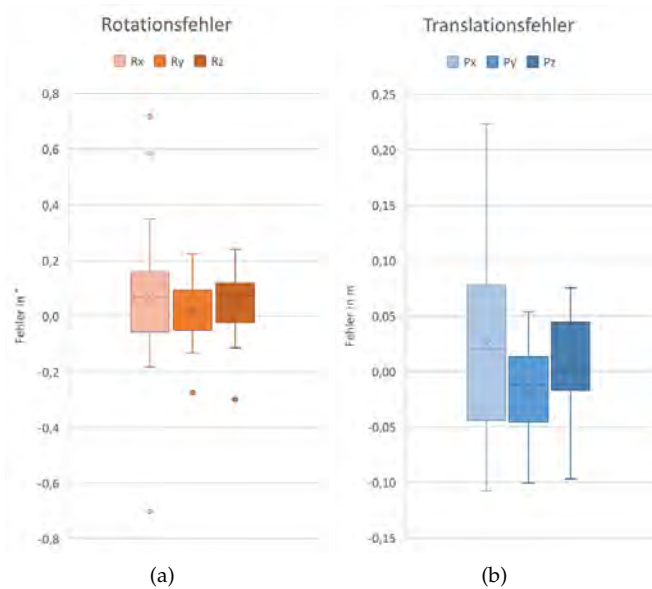 Rotationsfehler
Rx Ry Rz
0,8
0,6
0,4
0,2
0,0
-0,2
-0,4
-0,6
-0,8
Fehler in °
(a)
Translationsfehler
Px Py Pz
0,25
0,20
0,15
0,10
0,05
0,00
-0,05
-0,10
-0,15
Fehler in m
(b)